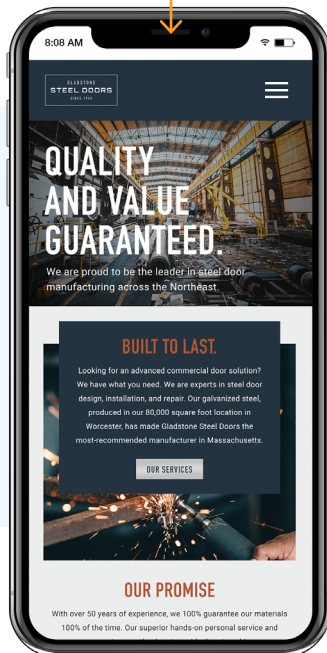 8:08 AM
GLADSTONE
STEEL DOORS
SINCE 1955
QUALITY
AND VALUE
GUARANTEED.
We are proud to be the leader in steel door
manufacturing across the Northeast.
BUILT TO LAST.
Looking for an advanced commercial door solution?
We have what you need. We are experts in steel door
design, installation, and repair. Our galvanized steel,
produced in our 80,000 square foot location in
Worcester, has made Gladstone Steel Doors the
most-recommended manufacturer in Massachusetts.
OUR SERVICES
OUR PROMISE
With over 50 years of experience, we 100% guarantee our materials
100% of the time. Our superior hands-on personal service and